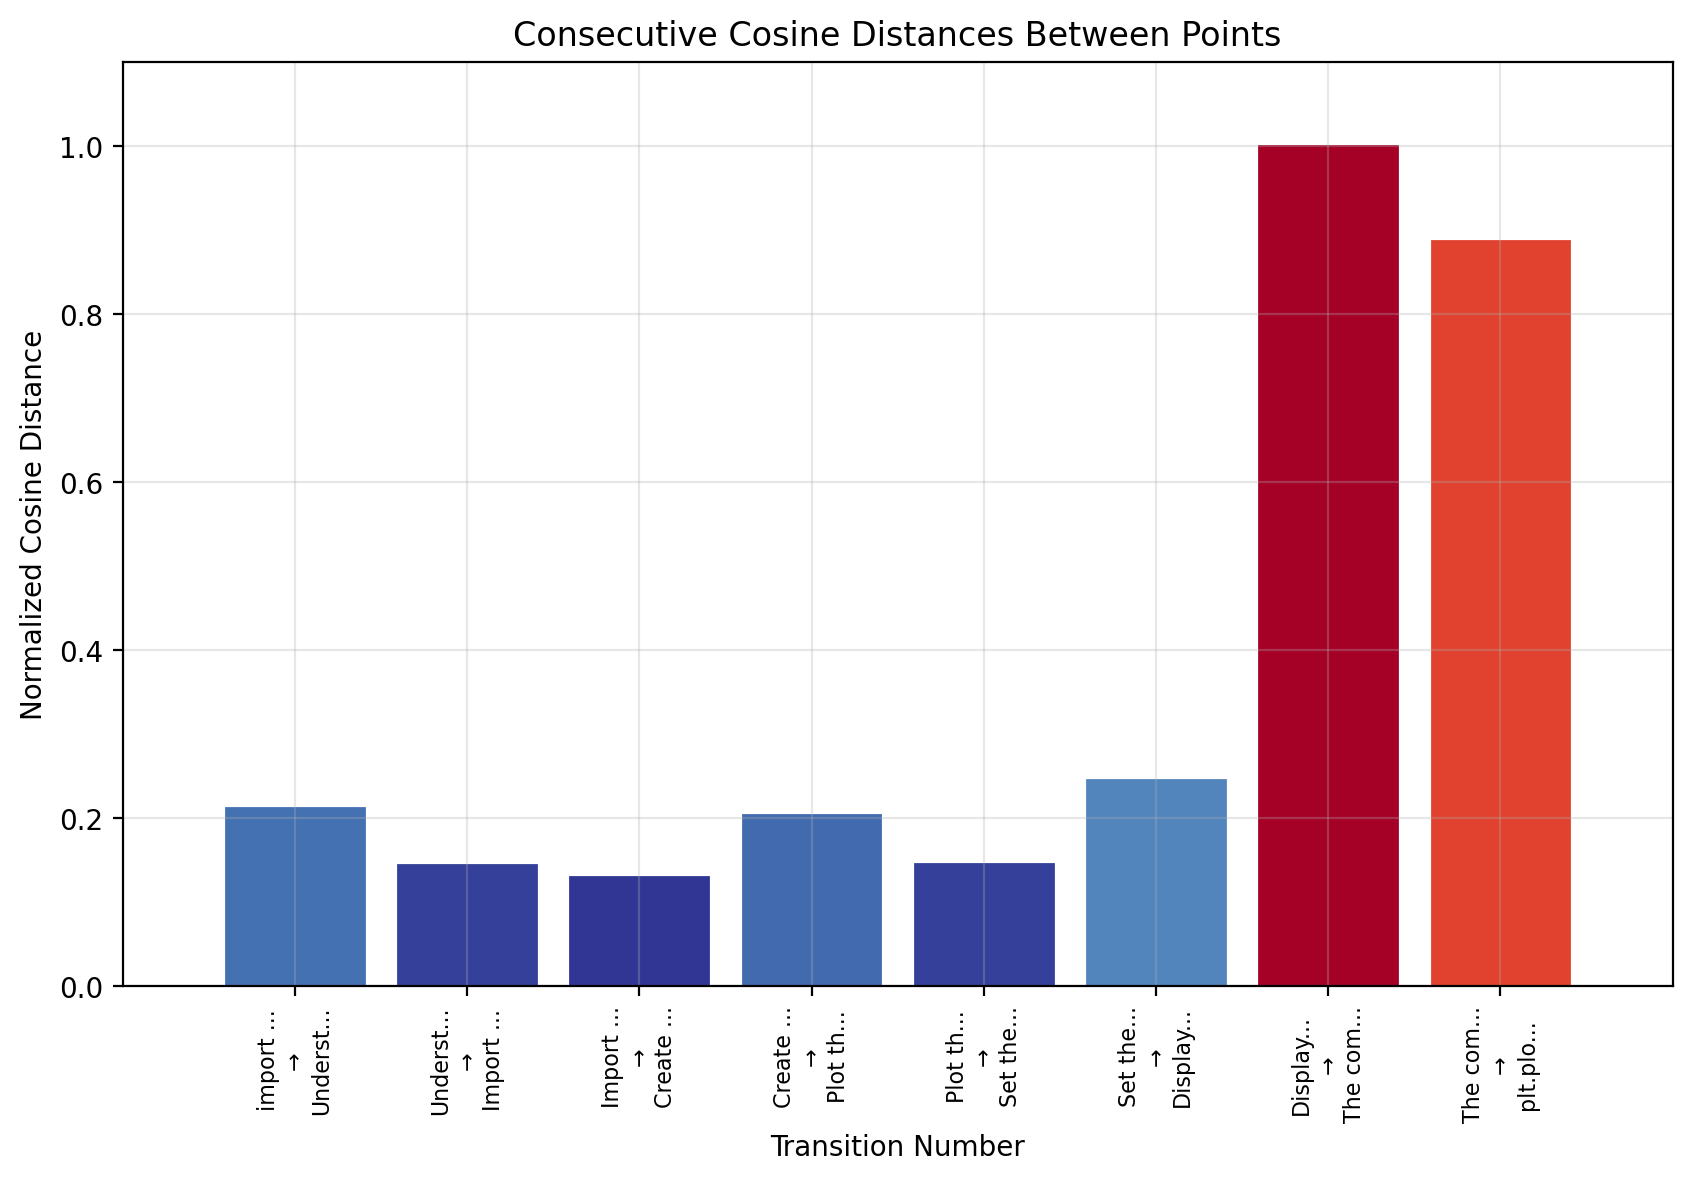 Consecutive Cosine Distances Between Points
Normalized Cosine Distance
1.0
0.8
0.6
0.4
0.2
0.0
import ...
→
Underst...
Underst...
→
Import ...
Import ...
→
Create ...
Create ...
→
Plot th...
Plot th...
→
Set the...
Set the...
→
Display...
Display...
→
The com...
The com...
→
plt.plo...
Transition Number